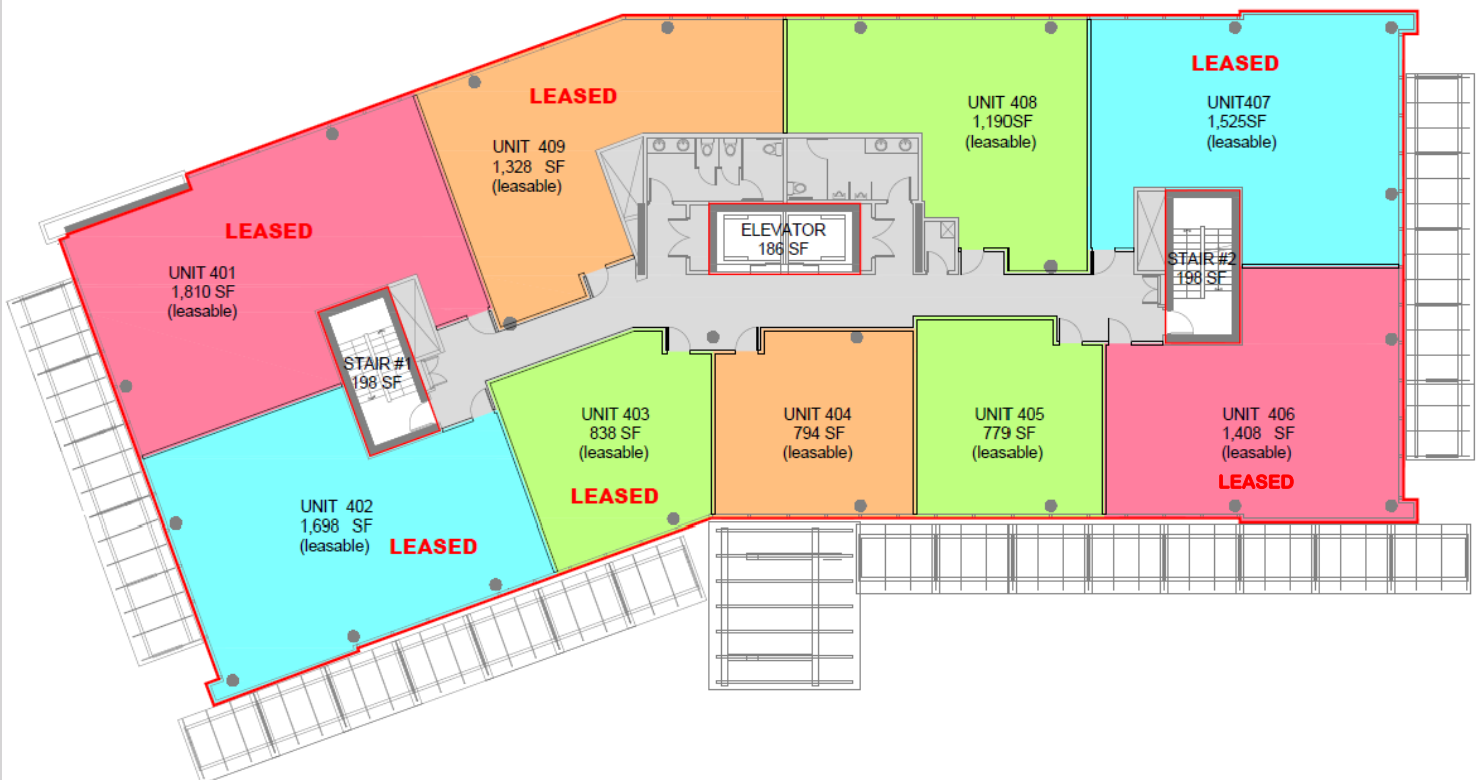 LEASED
UNIT 401
1,810 SF
(leasable)
LEASED
UNIT 409
1,328 SF
(leasable)
UNIT 408
1,190SF
(leasable)
LEASED
UNIT407
1,525SF
(leasable)
ELEVATOR
186 SF
STAIR #2
198 SF
STAIR #1
198 SF
UNIT 402
1,698 SF
(leasable)
LEASED
UNIT 403
838 SF
(leasable)
LEASED
UNIT 404
794 SF
(leasable)
UNIT 405
779 SF
(leasable)
UNIT 406
1,408 SF
(leasable)
LEASED